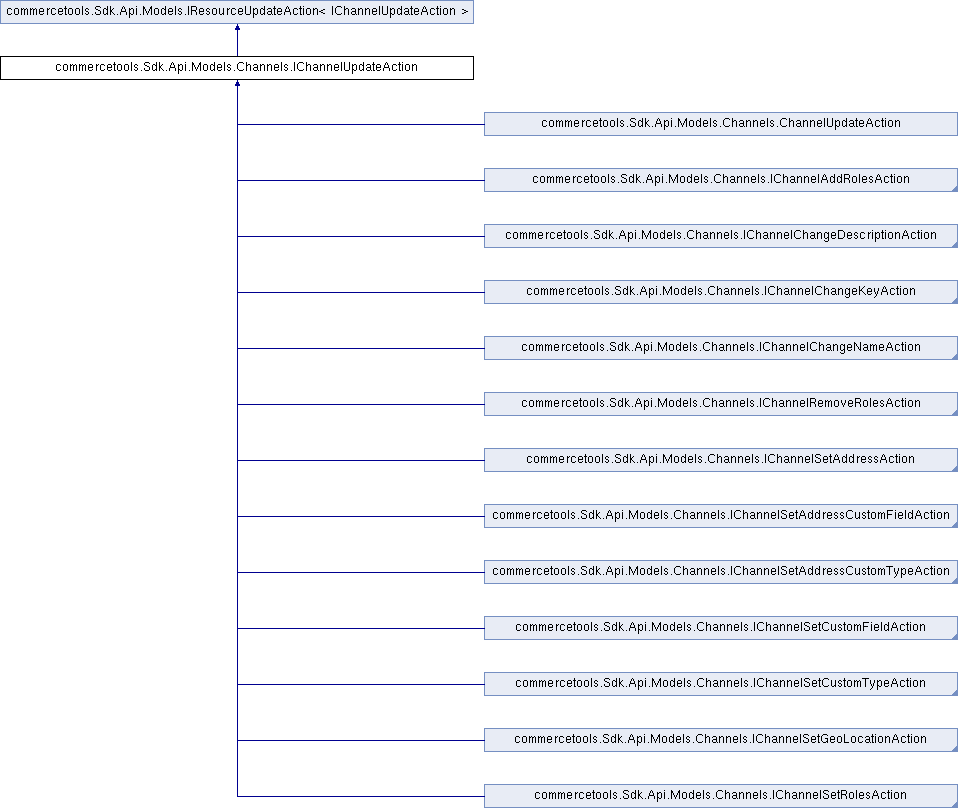 commercetools.Sdk.Api.Models.IResourceUpdateAction< IChannelUpdateAction >
commercetools.Sdk.Api.Models.Channels.IChannelUpdateAction
commercetools.Sdk.Api.Models.Channels.ChannelUpdateAction
commercetools.Sdk.Api.Models.Channels.IChannelAddRolesAction
commercetools.Sdk.Api.Models.Channels.IChannelChangeDescriptionAction
commercetools.Sdk.Api.Models.Channels.IChannelChangeKeyAction
commercetools.Sdk.Api.Models.Channels.IChannelChangeNameAction
commercetools.Sdk.Api.Models.Channels.IChannelRemoveRolesAction
commercetools.Sdk.Api.Models.Channels.IChannelSetAddressAction
commercetools.Sdk.Api.Models.Channels.IChannelSetAddressCustomFieldAction
commercetools.Sdk.Api.Models.Channels.IChannelSetAddressCustomTypeAction
commercetools.Sdk.Api.Models.Channels.IChannelSetCustomFieldAction
commercetools.Sdk.Api.Models.Channels.IChannelSetCustomTypeAction
commercetools.Sdk.Api.Models.Channels.IChannelSetGeoLocationAction
commercetools.Sdk.Api.Models.Channels.IChannelSetRolesAction